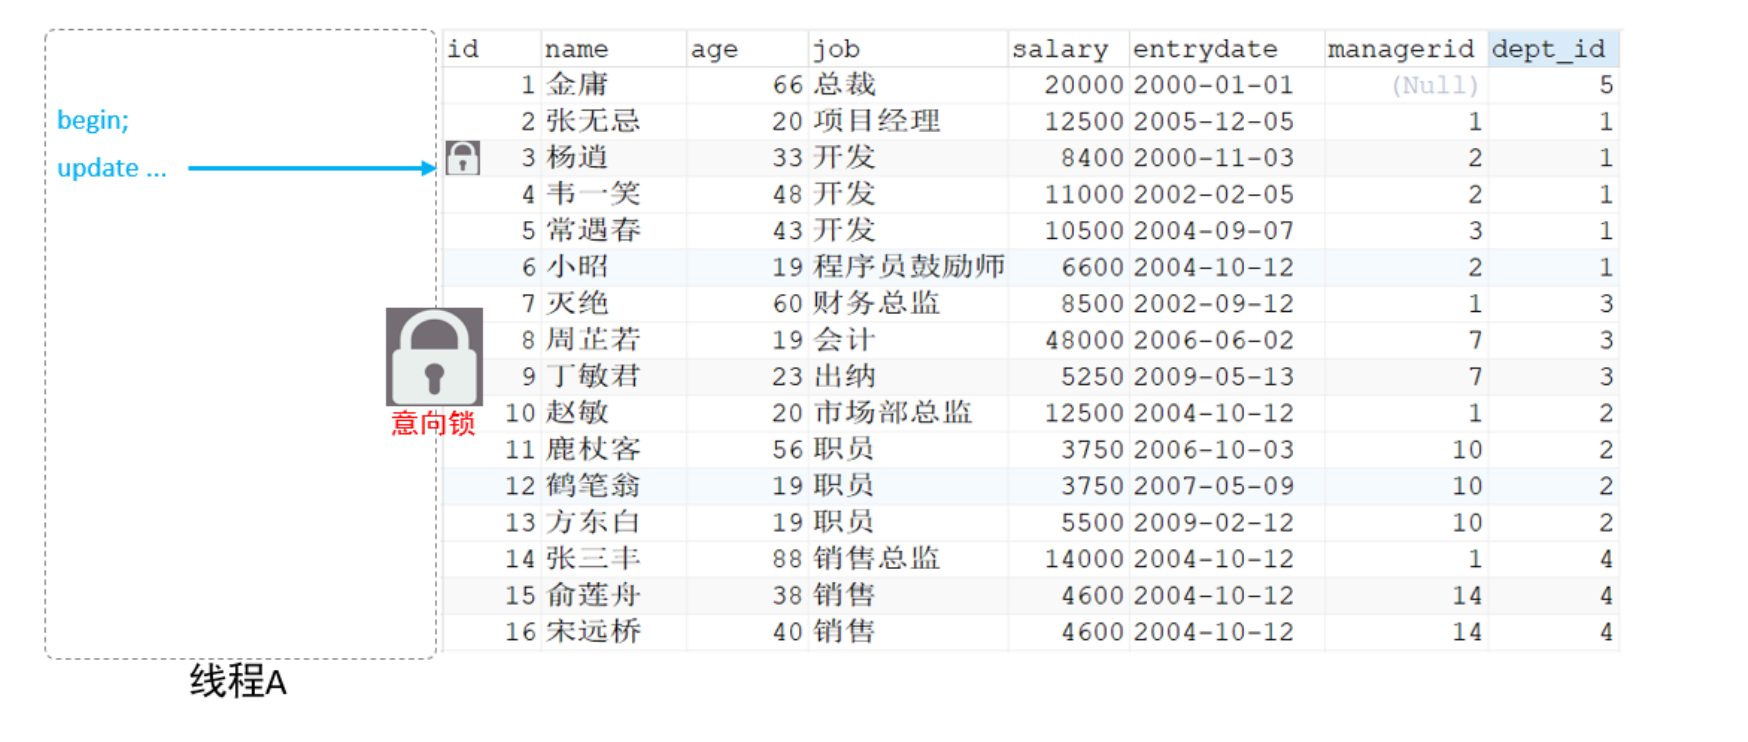 id name age job salary entrydate managerid dept_id
1 金庸 66 总裁 20000 2000-01-01 (Null) 5
begin;
2 张无忌 20 项目经理 12500 2005-12-05 1 1
update ...
3 杨逍 33 开发 8400 2000-11-03 2 1
4 韦一笑 48 开发 11000 2002-02-05 2 1
5 常遇春 43 开发 10500 2004-09-07 3 1
6 小昭 19 程序员鼓励师 6600 2004-10-12 2 1
7 灭绝 60 财务总监 8500 2002-09-12 1 3
8 周芷若 19 会计 48000 2006-06-02 7 3
9 丁敏君 23 出纳 5250 2009-05-13 7 3
意向锁
10 赵敏 20 市场部总监 12500 2004-10-12 1 2
11 鹿杖客 56 职员 3750 2006-10-03 10 2
12 鹤笔翁 19 职员 3750 2007-05-09 10 2
13 方东白 19 职员 5500 2009-02-12 10 2
14 张三丰 88 销售总监 14000 2004-10-12 1 4
15 俞莲舟 38 销售 4600 2004-10-12 14 4
16 宋远桥 40 销售 4600 2004-10-12 14 4
线程A